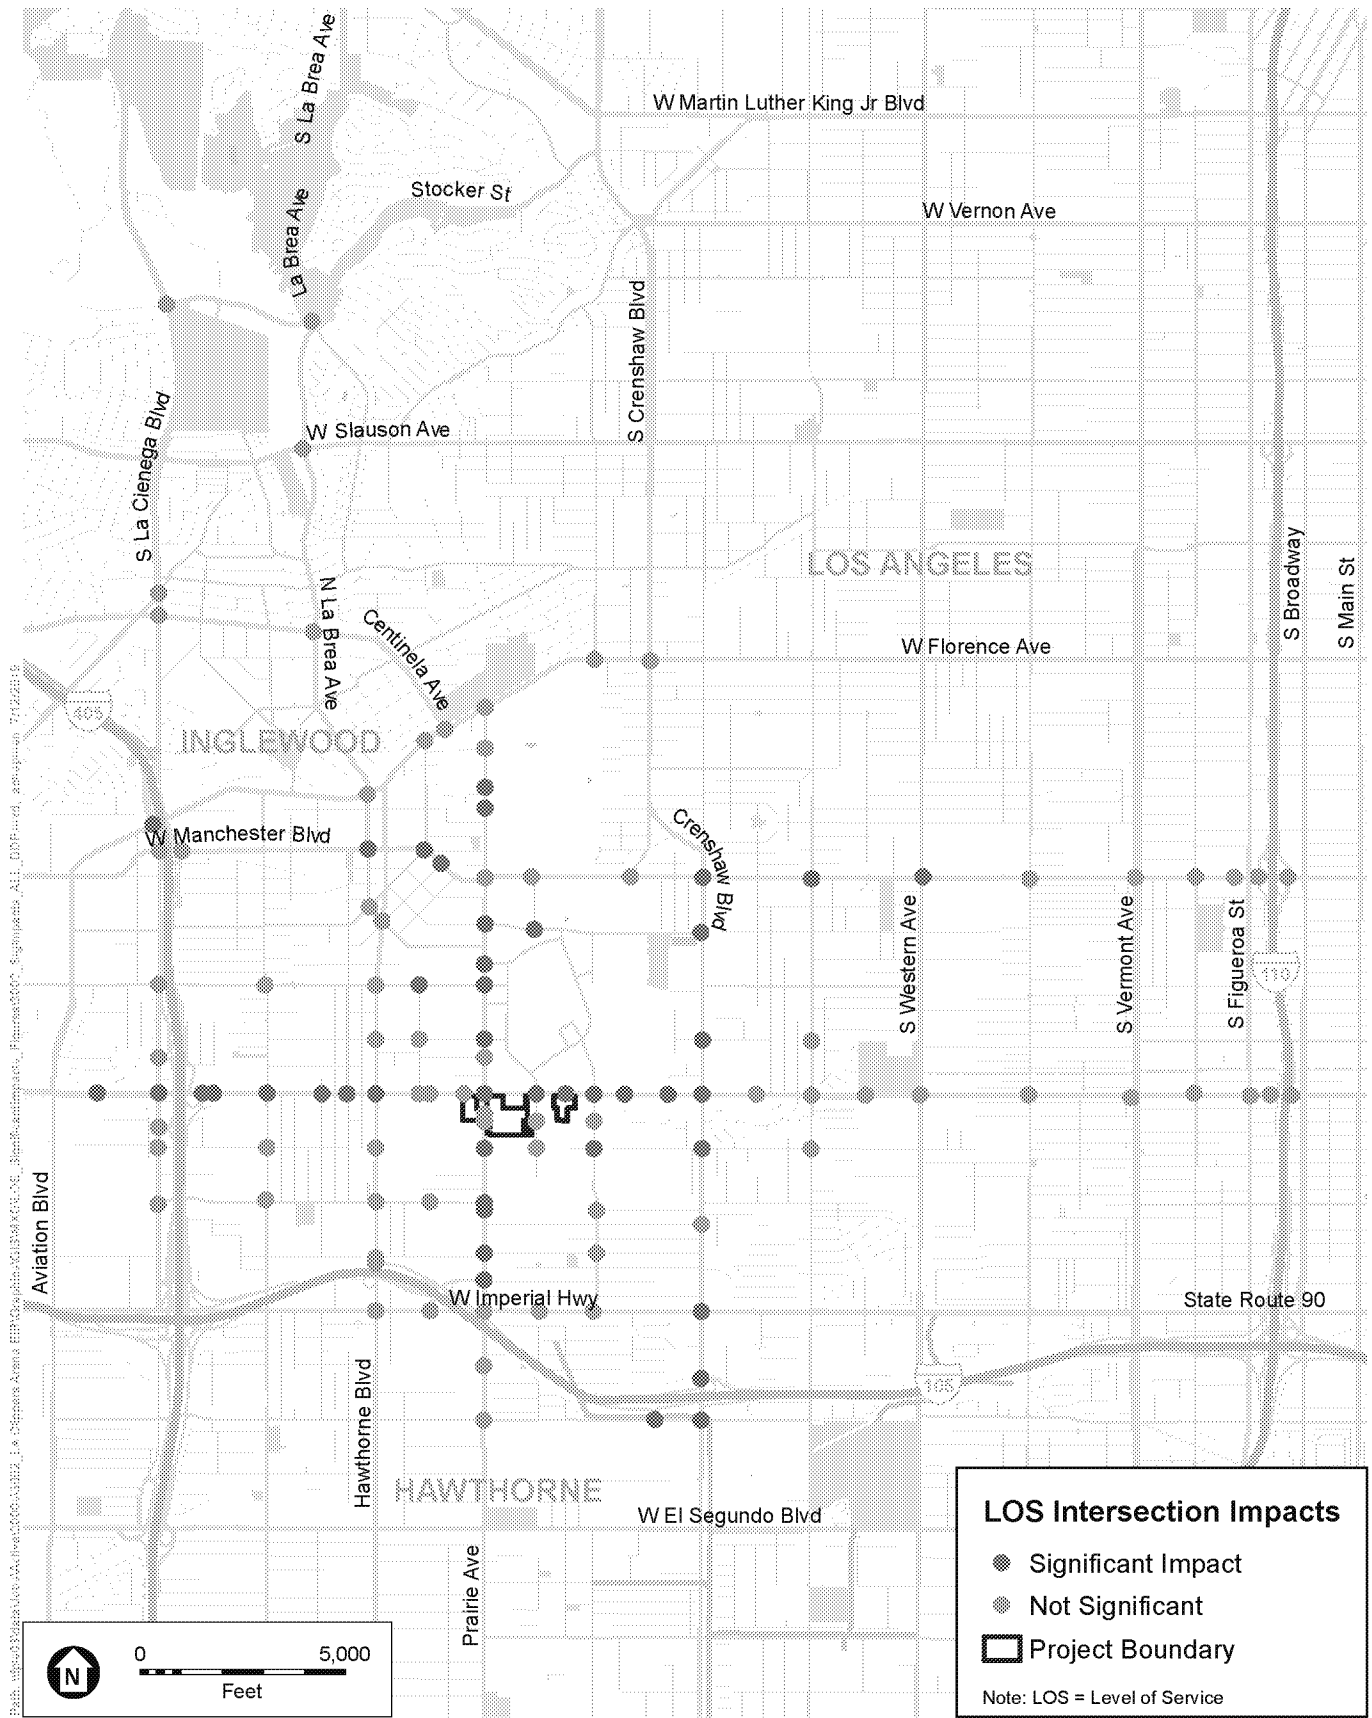 S La Brea Ave
W Martin Luther King Jr Blvd
Stocker St
La Brea Ave
W Vernon Ave
S Crenshaw Blvd
S La Cienega Blvd
W Slauson Ave
LOS ANGELES
S Broadway
S Main St
N La Brea Ave
Centinela Ave
W Florence Ave
405
INGLEWOOD
W Manchester Blvd
Crenshaw Blvd
S Western Ave
S Vermont Ave
S Figueroa St
110
Aviation Blvd
W Imperial Hwy
State Route 90
105
Hawthorne Blvd
HAWTHORNE
W El Segundo Blvd
Prairie Ave
LOS Intersection Impacts
Significant Impact
Not Significant
Project Boundary
Note: LOS = Level of Service
N
0 5,000
Feet